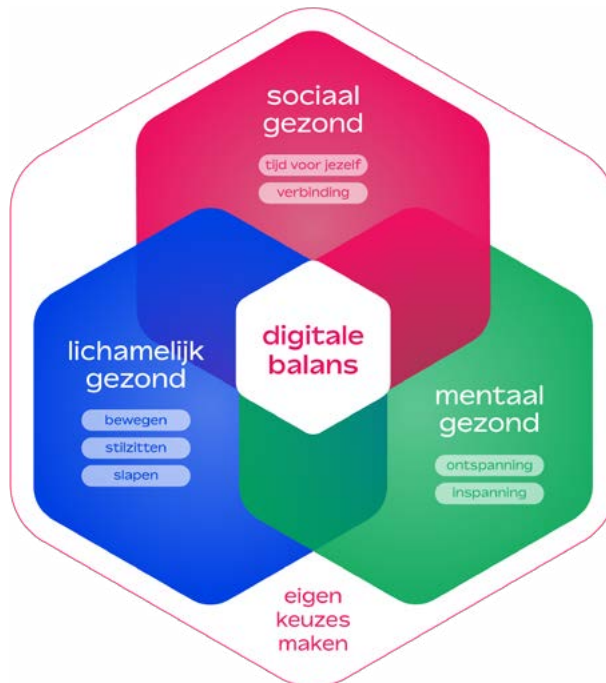 sociaal
gezond
tijd voor jezelf
verbinding
digitale
balans
lichamelijk
gezond
bewegen
stilzitten
slapen
mentaal
gezond
ontspanning
inspanning
eigen
keuzes
maken